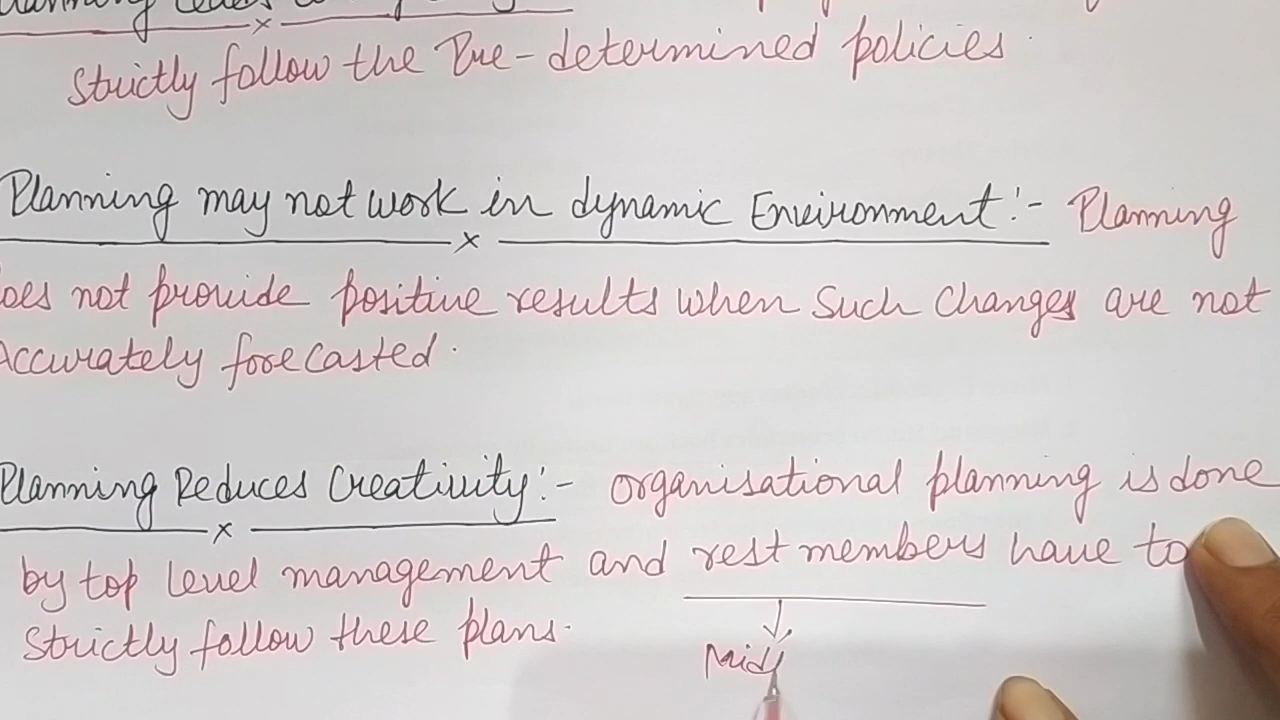 Strictly follow the Pre-determined policies.
Planning may not work in dynamic Environment:- Planning
oes not provide positive results when such changes are not
Accurately forecasted.
Planning Reduces Creativity:- organisational planning is done
by top level management and rest members have to
strictly follow these plans.
Midd